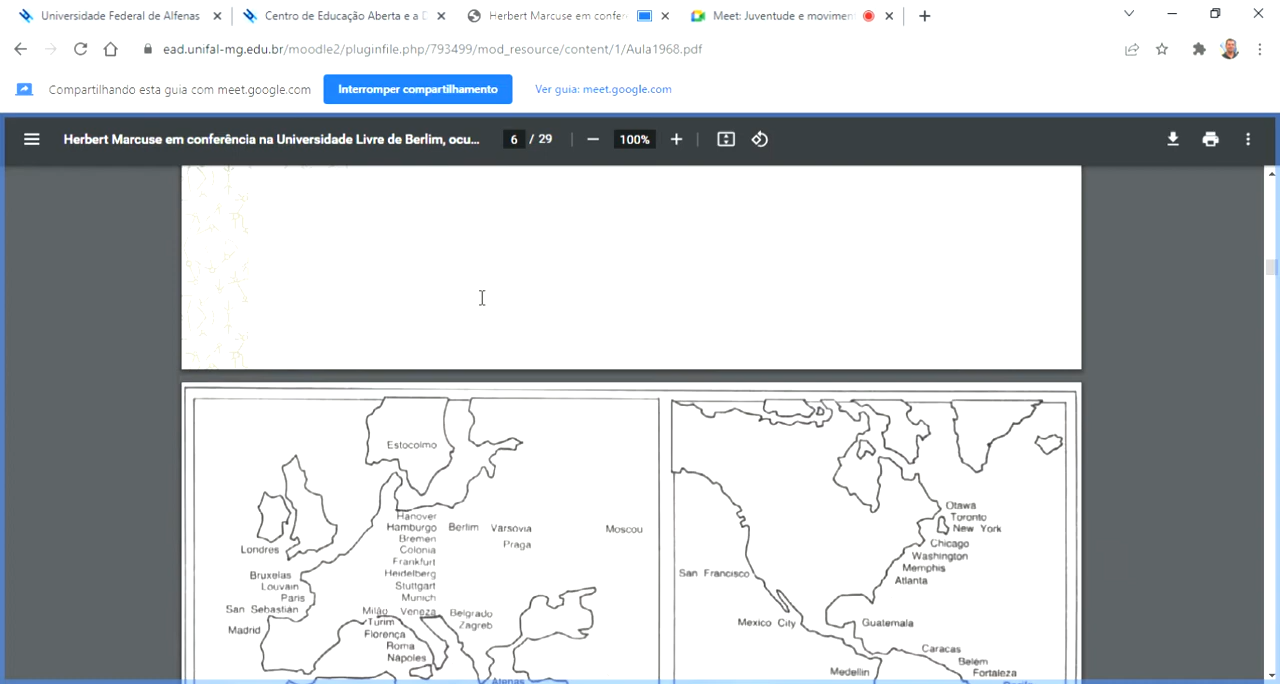 Universidade Federal de Alfenas
Centro de Educação Aberta e a D
Herbert Marcuse em confer
Meet: Juventude e movimen
ead.unifal-mg.edu.br/moodle2/pluginfile.php/793499/mod_resource/content/1/Aula1968.pdf
Compartilhando esta guia com meet.google.com
Interromper compartilhamento
Ver guia: meet.google.com
Herbert Marcuse em conferência na Universidade Livre de Berlim, ocu...
6 / 29
100%
Estocolmo
Hanover
Hamburgo Berlim Varsovia Moscou
Bremen
Praga
Londres
Colonia
Frankfurt
Bruxelas
Heidelberg
Louvain
Stuttgart
Paris
Munich
San Sebastián
Milão Veneza Belgrado
Turim
Zagreb
Madrid
Florença
Roma
Nápoles
Atenas
Otawa
Toronto
New York
Chicago
Washington
Memphis
San Francisco
Atlanta
Mexico City
Guatemala
Caracas
Belém
Medellin
Fortaleza